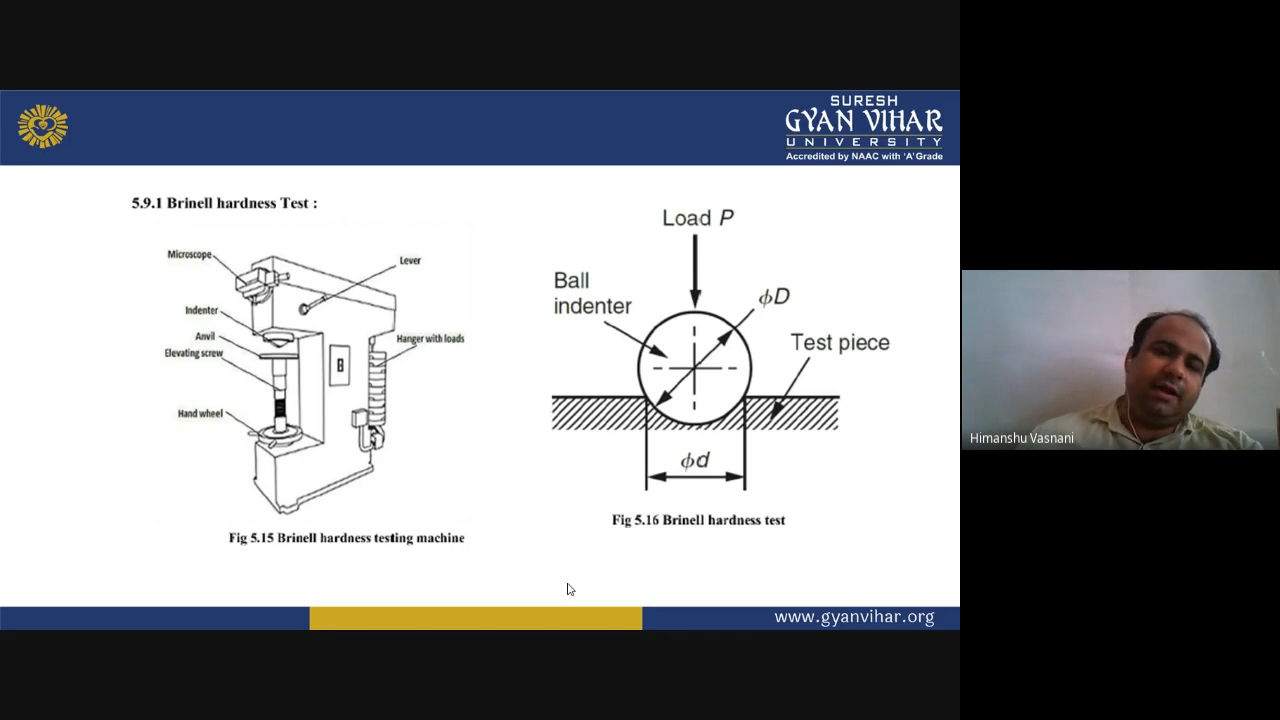 SURESH
GYAN VIHAR
UNIVERSITY
Accredited by NAAC with 'A' Grade
5.9.1 Brinell hardness Test :
Microscope
Lever
Indenter
Anvil
Elevating screw
Hanger with loads
Hand wheel
Fig 5.15 Brinell hardness testing machine
Load P
Ball
indenter
ϕD
Test piece
ϕd
Fig 5.16 Brinell hardness test
www.gyanvihar.org
Himanshu Vasnani